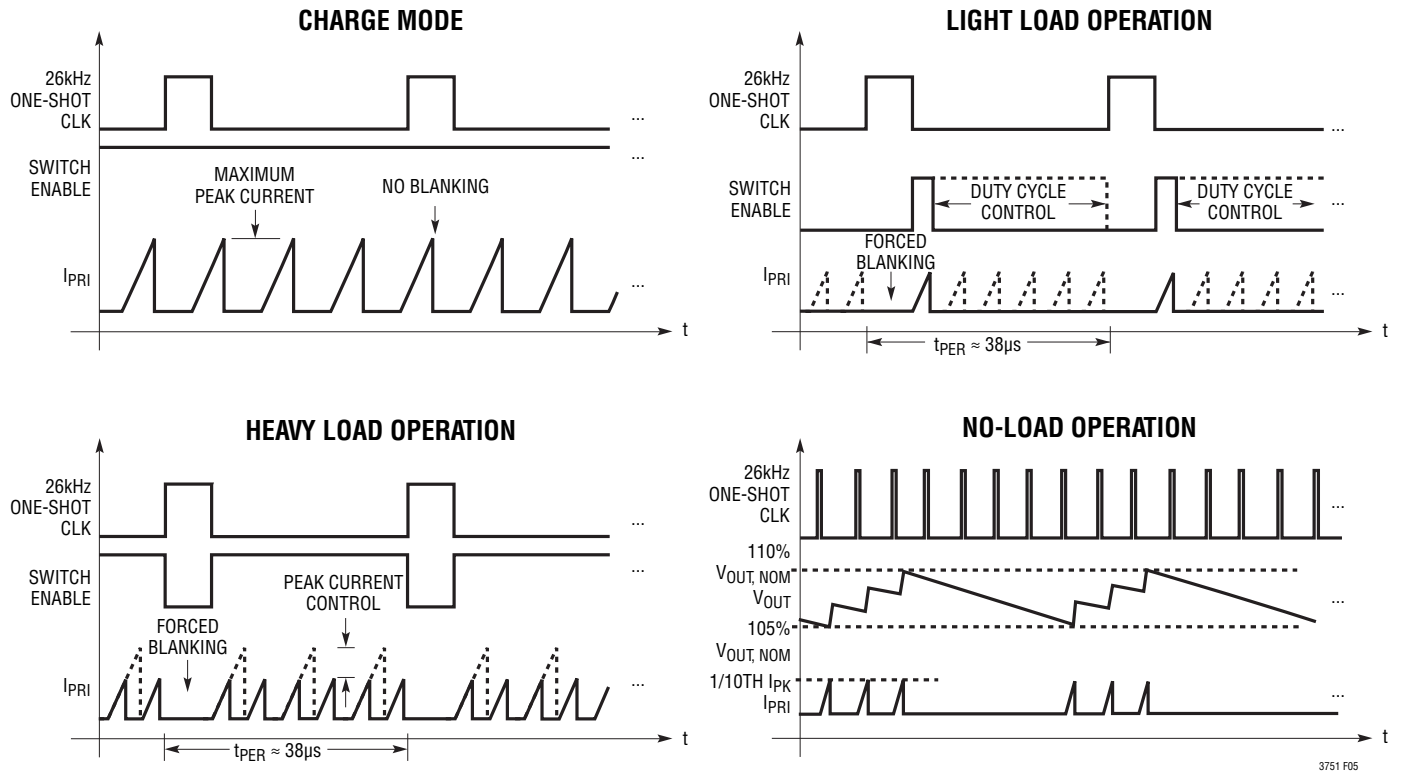 CHARGE MODE
26kHz
ONE-SHOT
CLK
...
...
SWITCH
ENABLE
MAXIMUM
PEAK CURRENT
NO BLANKING
IPRI
...
t
LIGHT LOAD OPERATION
26kHz
ONE-SHOT
CLK
...
SWITCH
ENABLE
DUTY CYCLE
CONTROL
DUTY CYCLE
CONTROL
...
FORCED
BLANKING
IPRI
...
t
tPER ≈ 38µs
HEAVY LOAD OPERATION
26kHz
ONE-SHOT
CLK
...
...
SWITCH
ENABLE
PEAK CURRENT
CONTROL
FORCED
BLANKING
IPRI
...
t
tPER ≈ 38µs
NO-LOAD OPERATION
26kHz
ONE-SHOT
CLK
...
110%
VOUT, NOM
VOUT
...
105%
VOUT, NOM
1/10TH IPK
IPRI
...
t
3751 F05